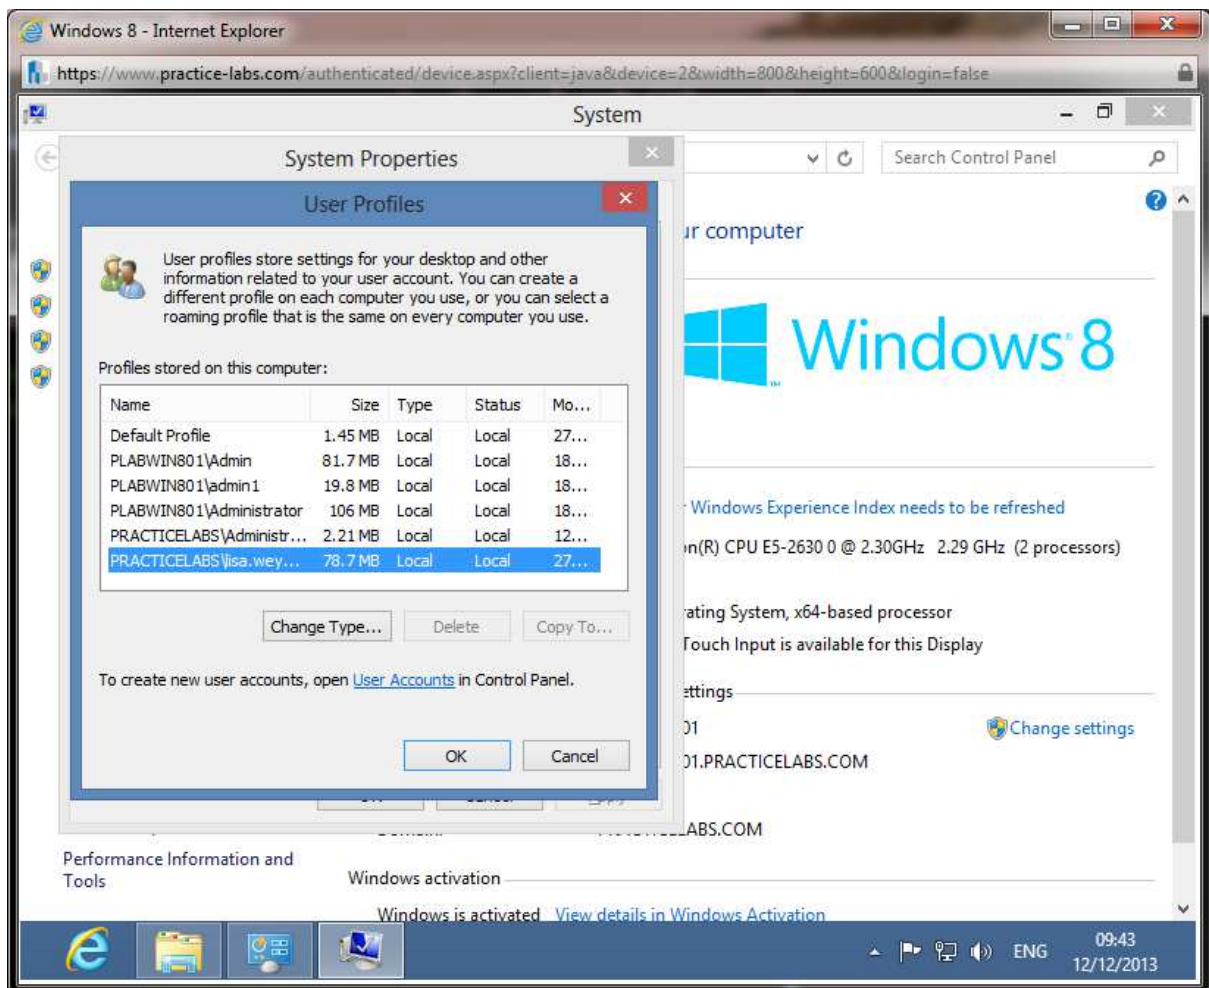 Windows 8 - Internet Explorer
https://www.practice-labs.com/authenticated/device.aspx?client=java&device=2&width=800&height=600&login=false
System
System Properties
Search Control Panel
User Profiles
ur computer
User profiles store settings for your desktop and other
information related to your user account. You can create a
different profile on each computer you use, or you can select a
roaming profile that is the same on every computer you use.
Windows 8
Profiles stored on this computer:
Name Size Type Status Mo...
Default Profile 1.45 MB Local Local 27...
PLABWIN801\Admin 81.7 MB Local Local 18...
PLABWIN801\admin1 19.8 MB Local Local 18...
PLABWIN801\Administrator 106 MB Local Local 18...
PRACTICELABS\Administr... 2.21 MB Local Local 12...
PRACTICELABS\lisa.wey... 78.7 MB Local Local 27...
Windows Experience Index needs to be refreshed
on(R) CPU E5-2630 0 @ 2.30GHz 2.29 GHz (2 processors)
rating System, x64-based processor
Touch Input is available for this Display
Change Type... Delete Copy To...
To create new user accounts, open User Accounts in Control Panel.
ettings
01 Change settings
OK Cancel
01.PRACTICELABS.COM
ABS.COM
Performance Information and
Tools
Windows activation
Windows is activated View details in Windows Activation
ENG
09:43
12/12/2013